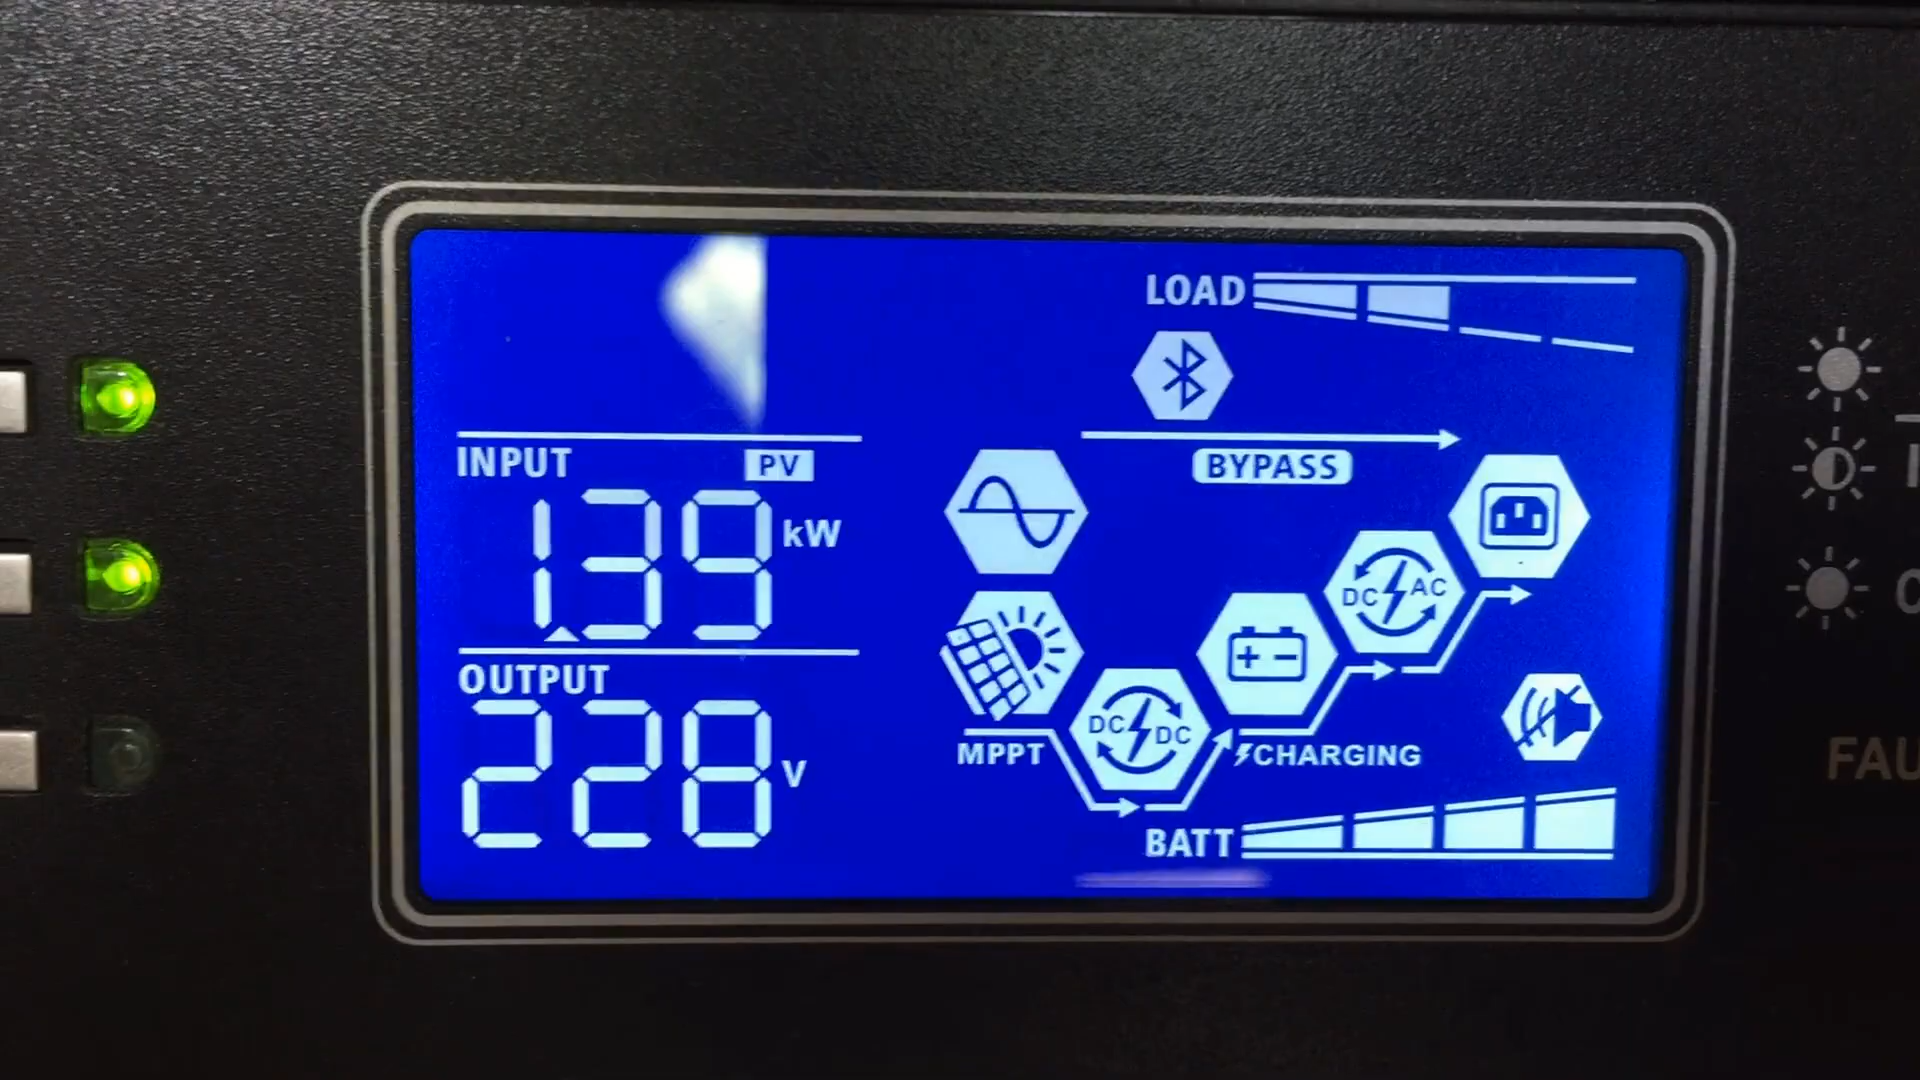 LOAD
BYPASS
INPUT PV
1.39 kW
DC AC
OUTPUT
228 V
MPPT
DC DC
+ -
CHARGING
BATT
FAU